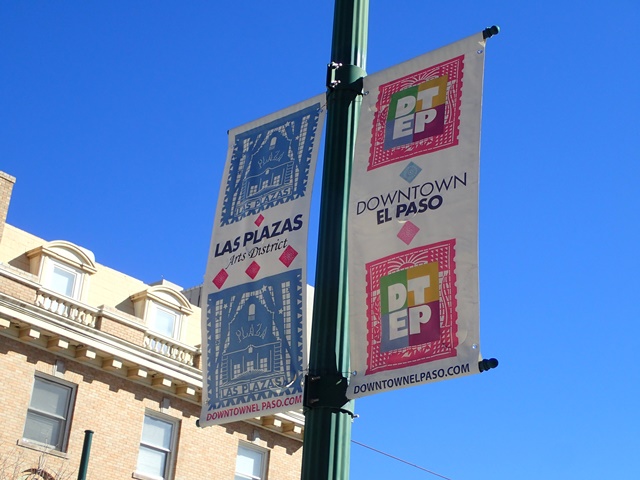 PLAZA
LAS PLAZAS
LAS PLAZAS
Arts District
PLAZA
LAS PLAZAS
DOWNTOWNELPASO.COM
DT
EP
DOWNTOWN
EL PASO
DT
EP
DOWNTOWNELPASO.COM